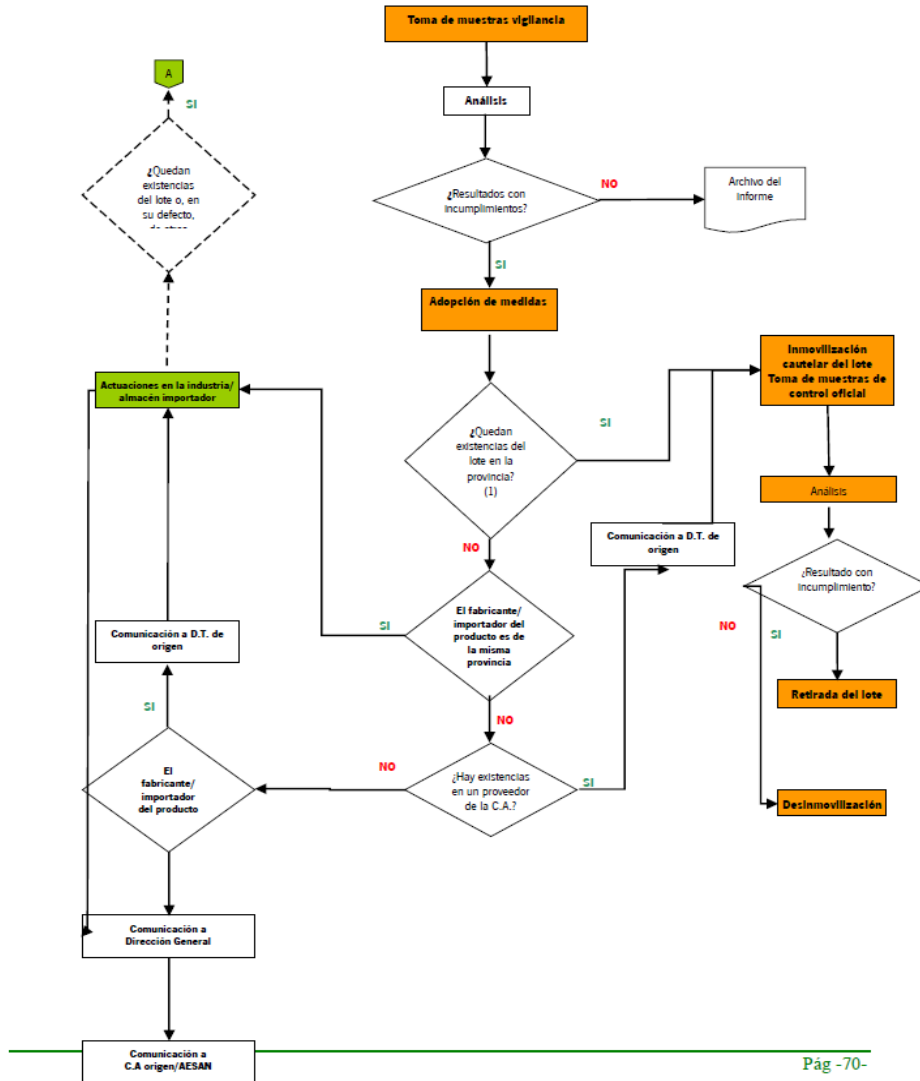 Toma de muestras vigilancia
A
SI
Análisis
¿Quedan
existencias
del lote o, en
su defecto,
¿Resultados con
incumplimientos?
NO
Archivo del
informe
SI
Adopción de medidas
Inmovilización
cautelar del lote
Toma de muestras de
control oficial
Actuaciones en la industria/
almacén importador
¿Quedan
existencias del
lote en la
provincia?
(1)
SI
Análisis
NO
Comunicación a D.T. de
origen
¿Resultado con
incumplimiento?
El fabricante/
importador del
producto es de
la misma
provincia
SI
NO
SI
Comunicación a D.T. de
origen
Retirada del lote
SI
NO
El
fabricante/
importador
del producto
NO
¿Hay existencias
en un proveedor
de la C.A.?
SI
Desinmovilización
Comunicación a
Dirección General
Comunicación a
C.A origen/AESAN
Pág -70-